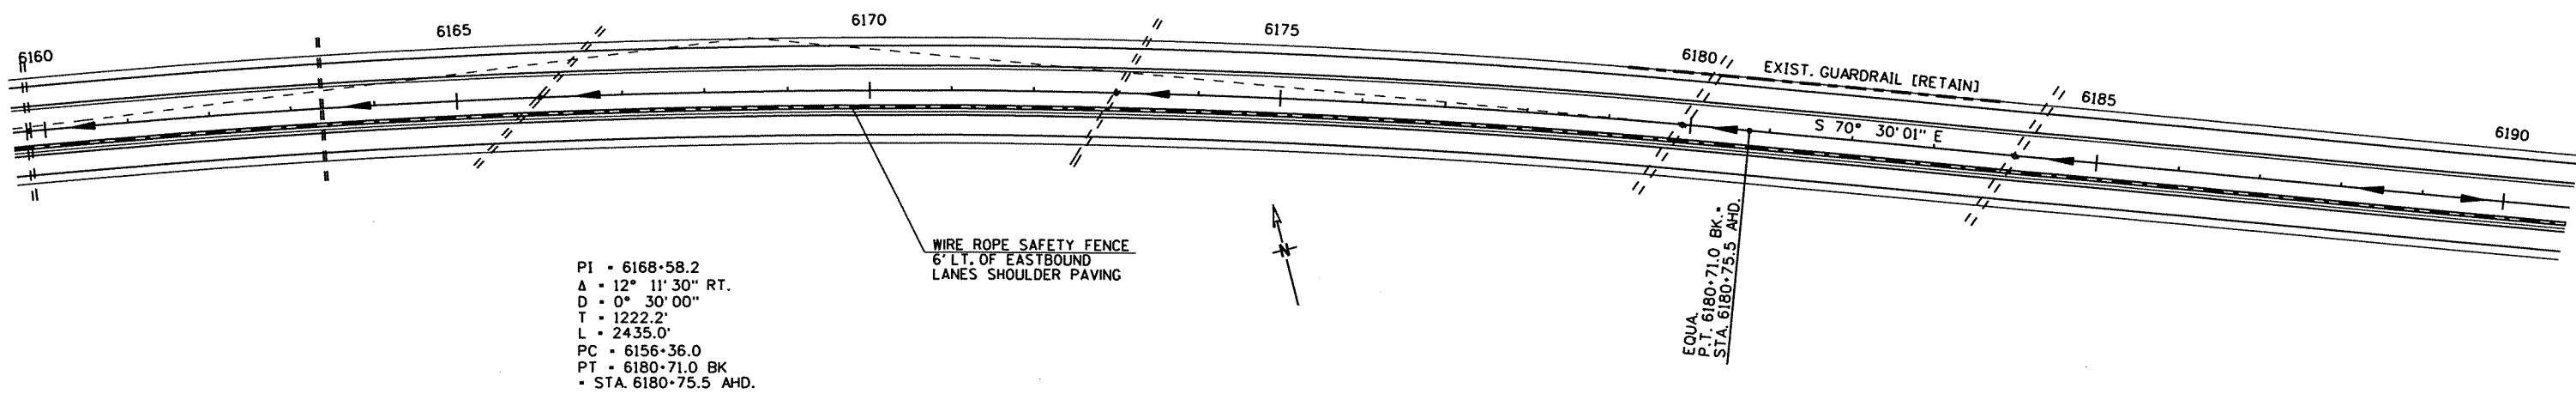 6160
6165
6170
6175
6180
EXIST. GUARDRAIL [RETAIN]
6185
6190
S 70° 30'01" E
WIRE ROPE SAFETY FENCE
6' LT. OF EASTBOUND
LANES SHOULDER PAVING
N
EQUA.
P.T. 6180+71.0 BK. =
STA. 6180+75.5 AHD.
PI = 6168+58.2
Δ = 12° 11'30" RT.
D = 0° 30'00"
T = 1222.2'
L = 2435.0'
PC = 6156+36.0
PT = 6180+71.0 BK
= STA. 6180+75.5 AHD.